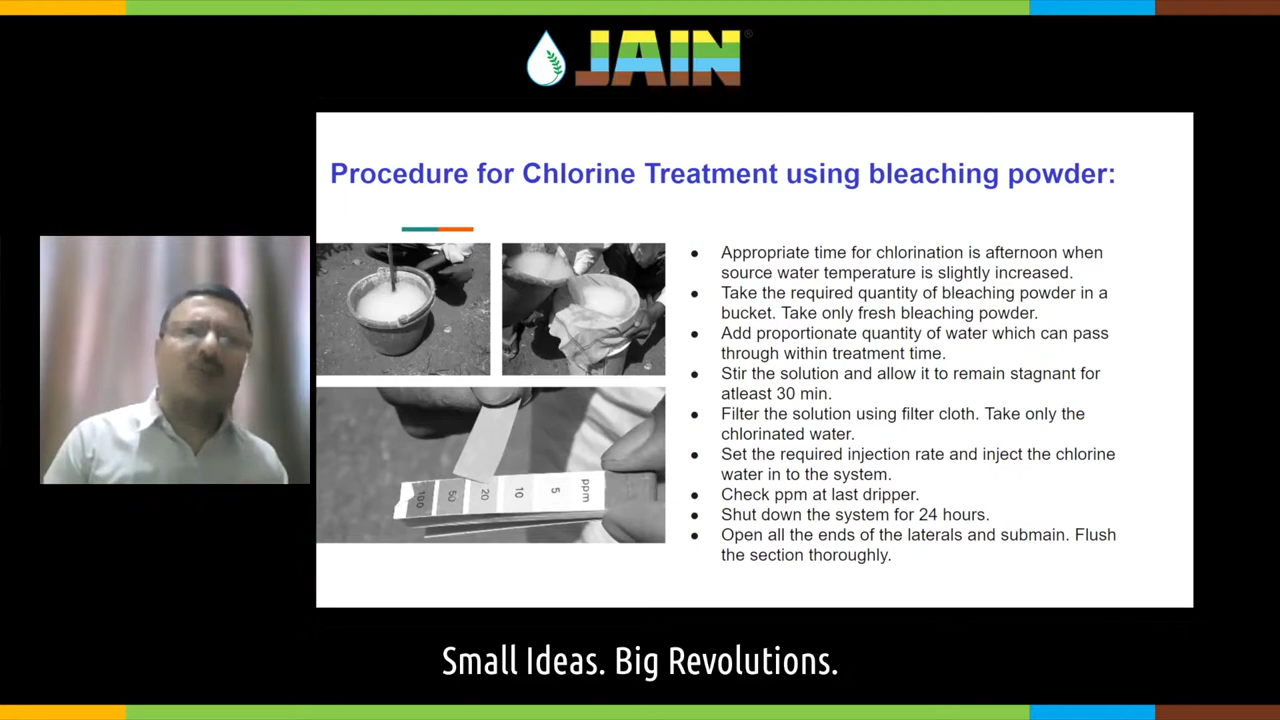 JAIN®
Procedure for Chlorine Treatment using bleaching powder:
● Appropriate time for chlorination is afternoon when
source water temperature is slightly increased.
● Take the required quantity of bleaching powder in a
bucket. Take only fresh bleaching powder.
● Add proportionate quantity of water which can pass
through within treatment time.
● Stir the solution and allow it to remain stagnant for
atleast 30 min.
● Filter the solution using filter cloth. Take only the
chlorinated water.
● Set the required injection rate and inject the chlorine
water in to the system.
● Check ppm at last dripper.
● Shut down the system for 24 hours.
● Open all the ends of the laterals and submain. Flush
the section thoroughly.
100 50 20 10 5 ppm
Small Ideas. Big Revolutions.